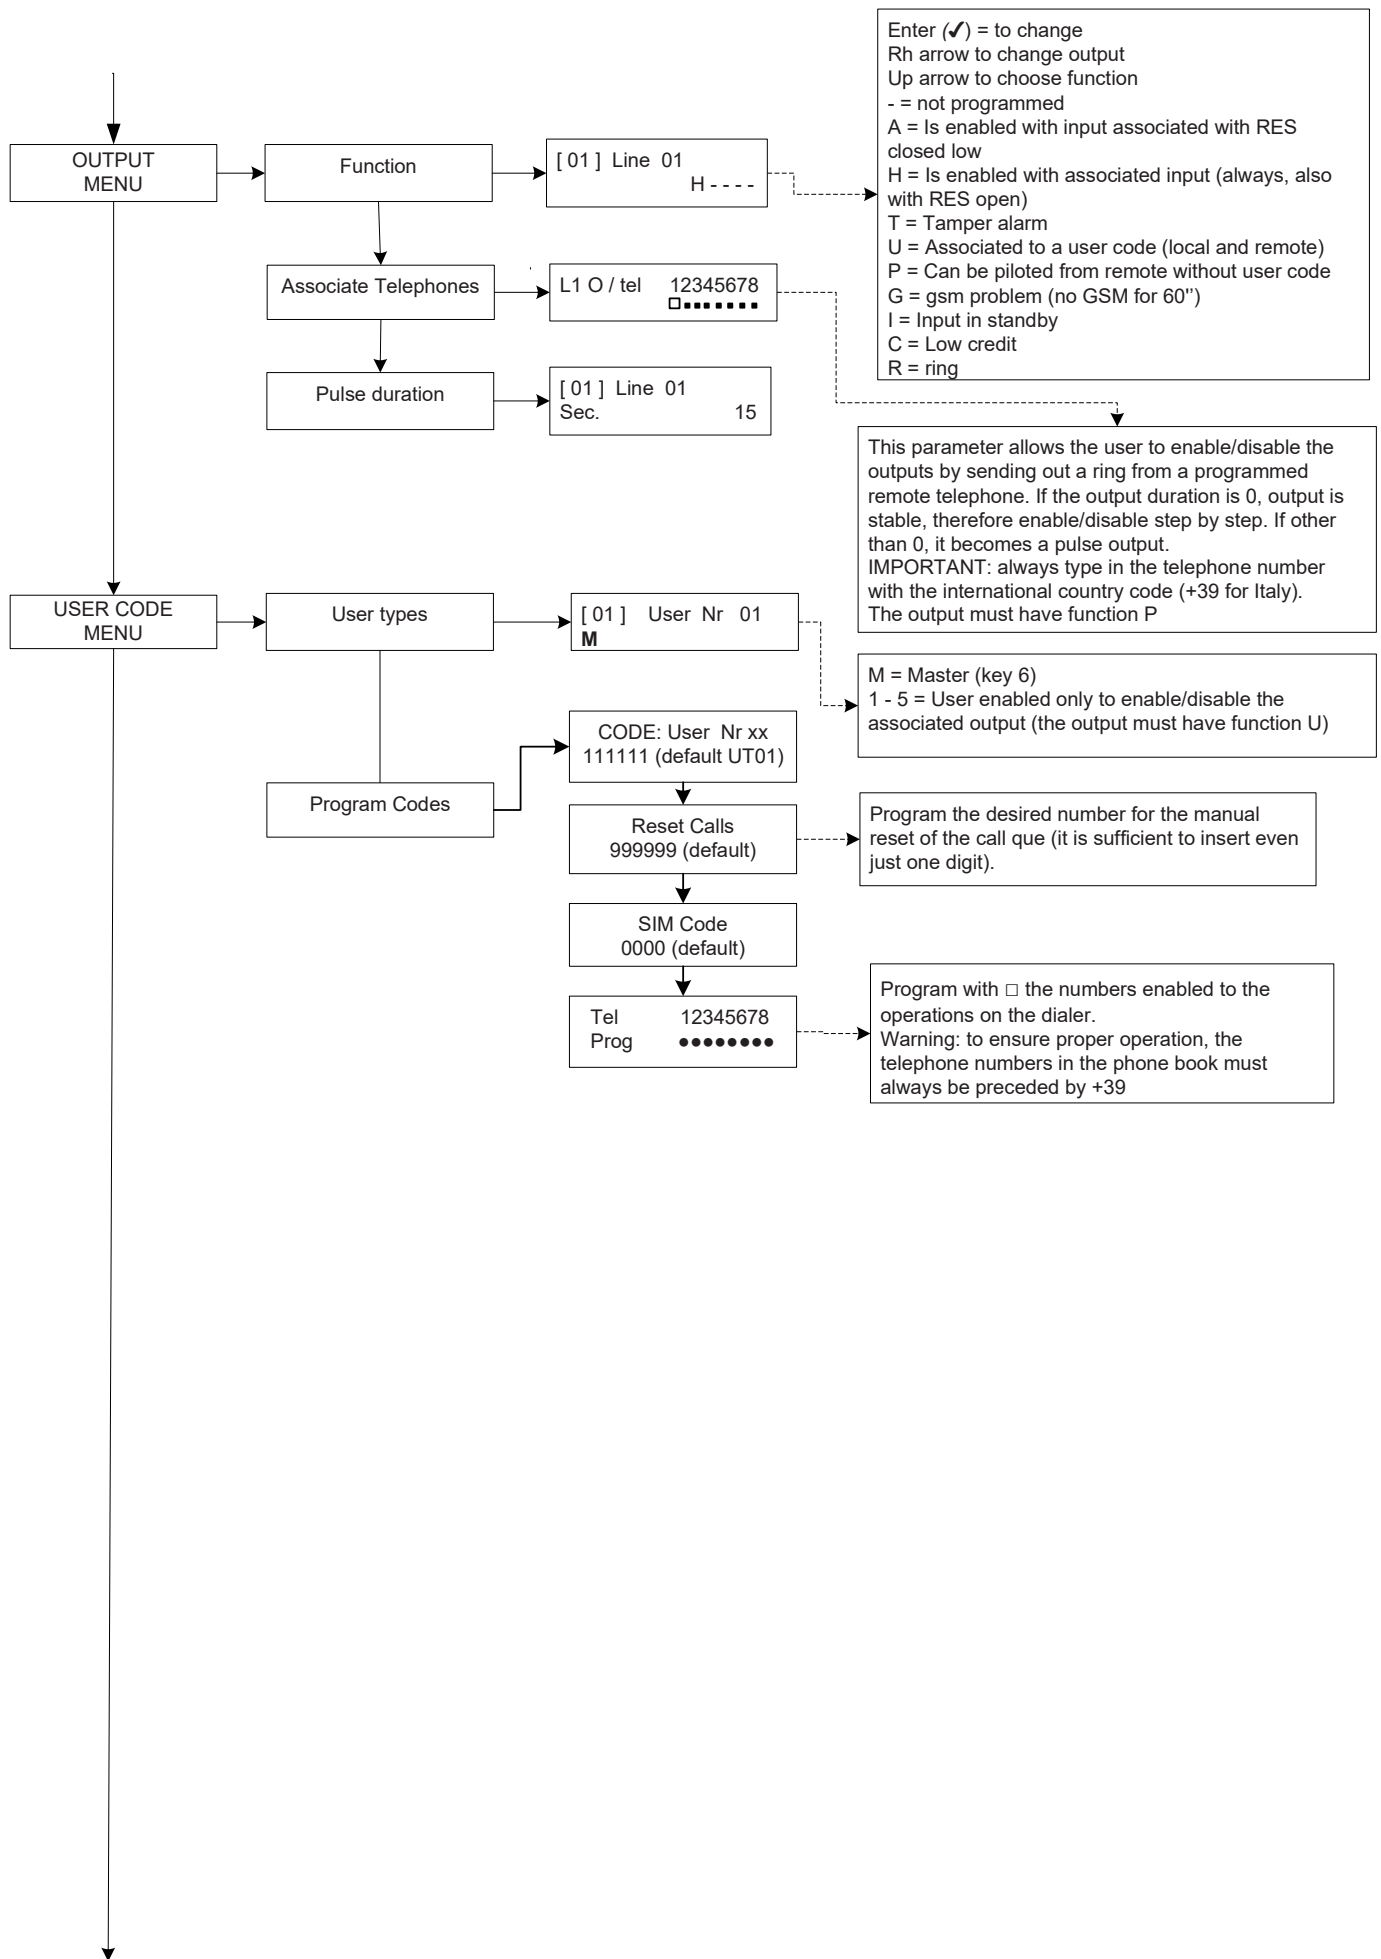 OUTPUT
MENU
Function
[ 01 ] Line 01
H - - - -
Enter (✓) = to change
Rh arrow to change output
Up arrow to choose function
- = not programmed
A = Is enabled with input associated with RES
closed low
H = Is enabled with associated input (always, also
with RES open)
T = Tamper alarm
U = Associated to a user code (local and remote)
P = Can be piloted from remote without user code
G = gsm problem (no GSM for 60'')
I = Input in standby
C = Low credit
R = ring
Associate Telephones
L1 O / tel 12345678
□▪▪▪▪▪▪▪
Pulse duration
[ 01 ] Line 01
Sec. 15
This parameter allows the user to enable/disable the
outputs by sending out a ring from a programmed
remote telephone. If the output duration is 0, output is
stable, therefore enable/disable step by step. If other
than 0, it becomes a pulse output.
IMPORTANT: always type in the telephone number
with the international country code (+39 for Italy).
The output must have function P
USER CODE
MENU
User types
[ 01 ] User Nr 01
M
M = Master (key 6)
1 - 5 = User enabled only to enable/disable the
associated output (the output must have function U)
Program Codes
CODE: User Nr xx
111111 (default UT01)
Reset Calls
999999 (default)
Program the desired number for the manual
reset of the call que (it is sufficient to insert even
just one digit).
SIM Code
0000 (default)
Tel 12345678
Prog ●●●●●●●●
Program with □ the numbers enabled to the
operations on the dialer.
Warning: to ensure proper operation, the
telephone numbers in the phone book must
always be preceded by +39